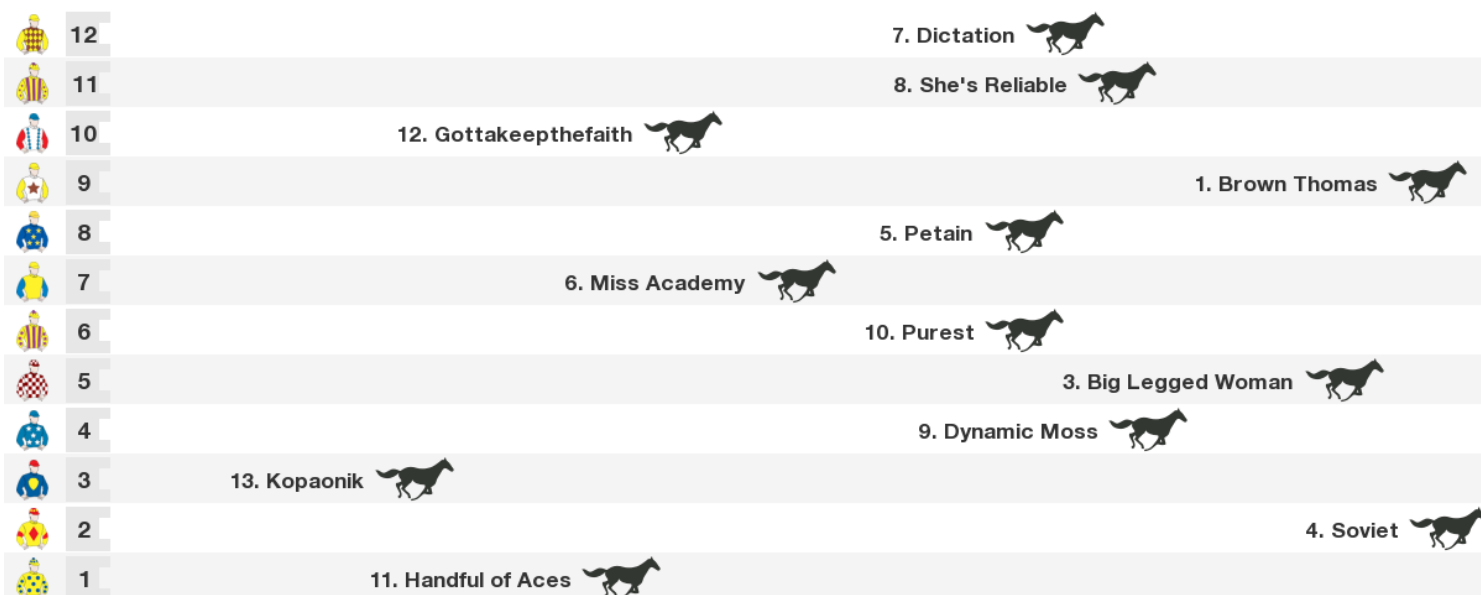 12 7. Dictation
11 8. She's Reliable
10 12. Gottakeepthefaith
9 1. Brown Thomas
8 5. Petain
7 6. Miss Academy
6 10. Purest
5 3. Big Legged Woman
4 9. Dynamic Moss
3 13. Kopaonik
2 4. Soviet
1 11. Handful of Aces